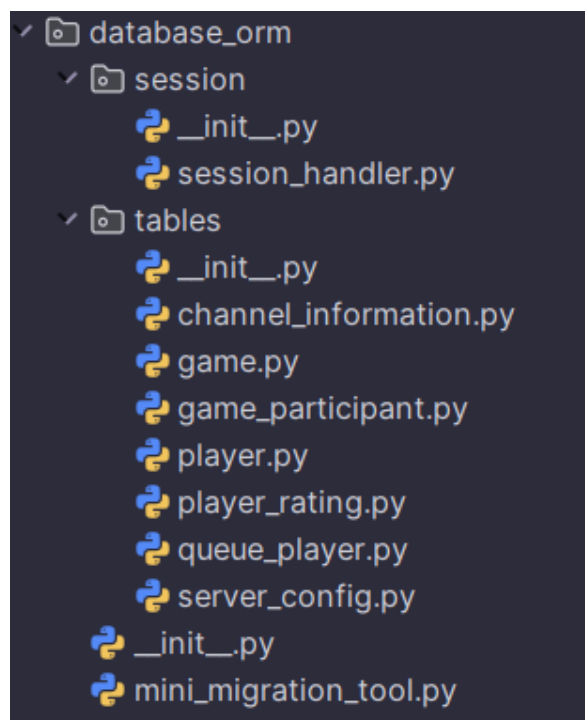 database_orm
session
__init__.py
session_handler.py
tables
__init__.py
channel_information.py
game.py
game_participant.py
player.py
player_rating.py
queue_player.py
server_config.py
__init__.py
mini_migration_tool.py